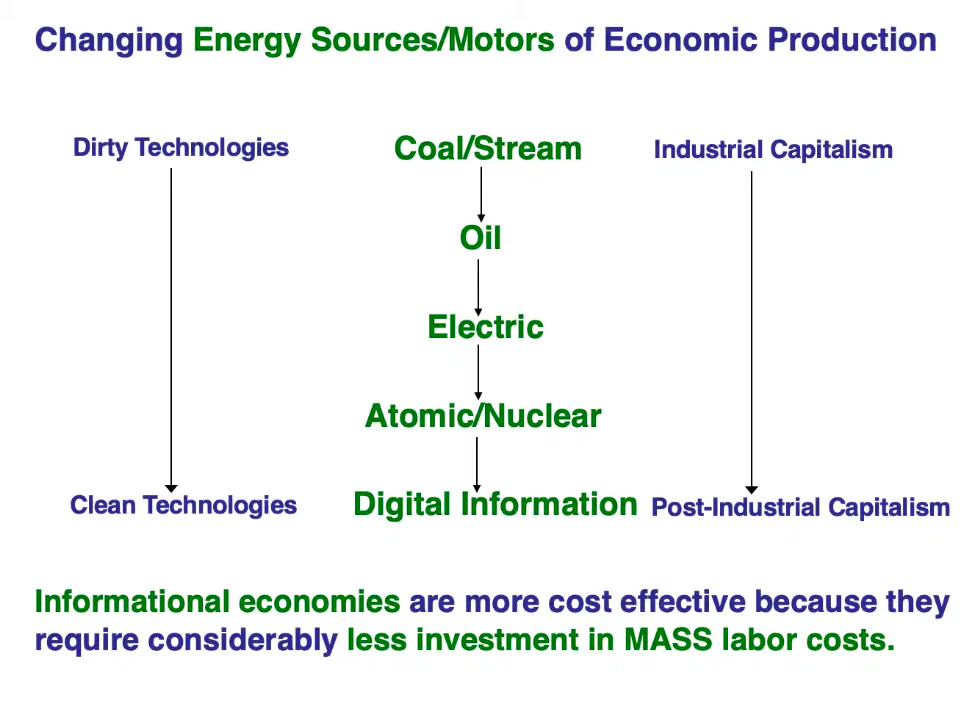 Changing Energy Sources/Motors of Economic Production
Dirty Technologies
Coal/Stream
Industrial Capitalism
Oil
Electric
Atomic/Nuclear
Clean Technologies
Digital Information
Post-Industrial Capitalism
Informational economies are more cost effective because they
require considerably less investment in MASS labor costs.